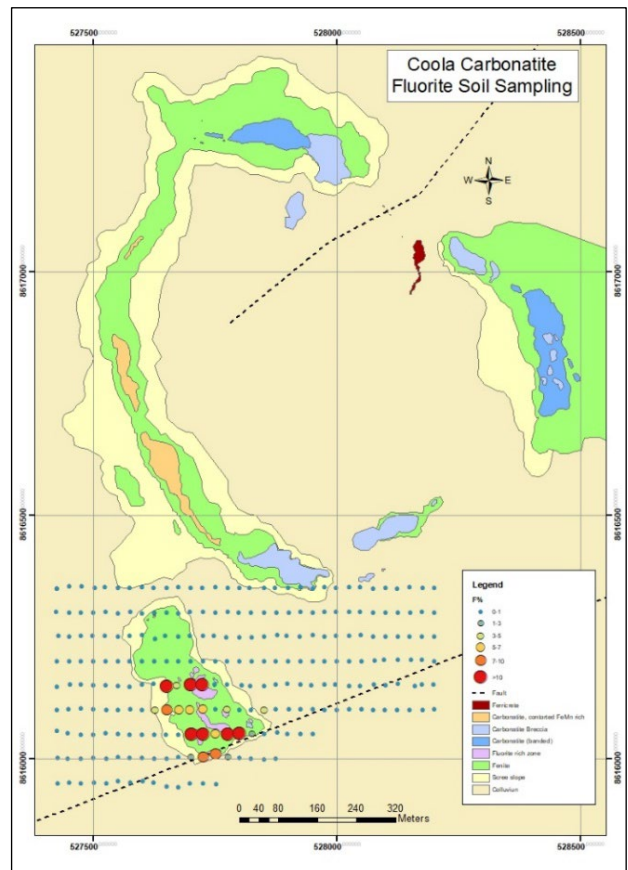 527500
528000
528500
Coola Carbonatite
Fluorite Soil Sampling
N
W E
S
8617000
8617000
8616500
8616500
8616000
8616000
Legend
F%
0-1
1-3
3-5
5-7
7-10
>10
Fault
Ferricrete
Carbonatite, contorted FeMn rich
Carbonatite Breccia
Carbonatite (banded)
Fluorite rich zone
Fenite
Scree slope
Colluvium
0 40 80 160 240 320
Meters
527500
528000
528500